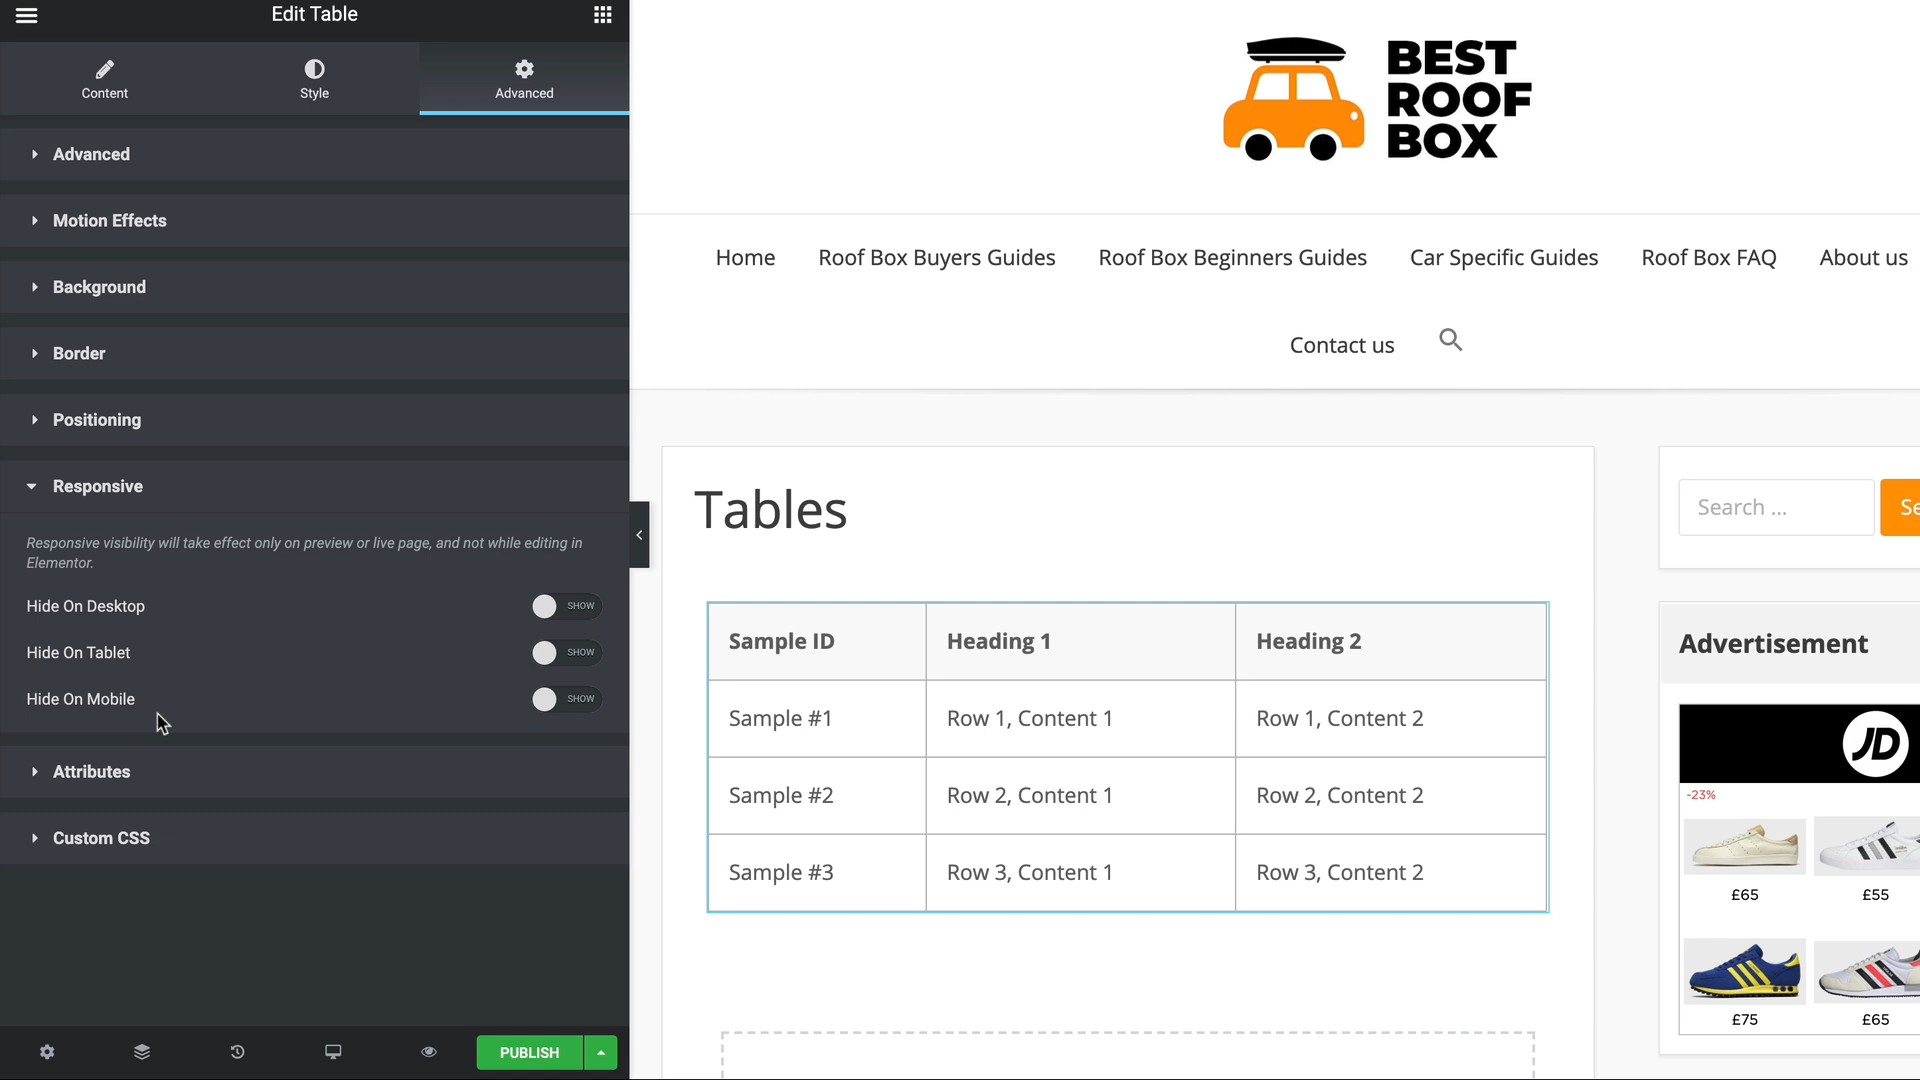 Edit Table
Content
Style
Advanced
Advanced
Motion Effects
Background
Border
Positioning
Responsive
Responsive visibility will take effect only on preview or live page, and not while editing in
Elementor.
Hide On Desktop
SHOW
Hide On Tablet
SHOW
Hide On Mobile
SHOW
Attributes
Custom CSS
PUBLISH
BEST
ROOF
BOX
Home
Roof Box Buyers Guides
Roof Box Beginners Guides
Car Specific Guides
Roof Box FAQ
About us
Contact us
Tables
Sample ID
Heading 1
Heading 2
Sample #1
Row 1, Content 1
Row 1, Content 2
Sample #2
Row 2, Content 1
Row 2, Content 2
Sample #3
Row 3, Content 1
Row 3, Content 2
Search ...
Se
Advertisement
JD
-23%
£65
£55
£75
£65